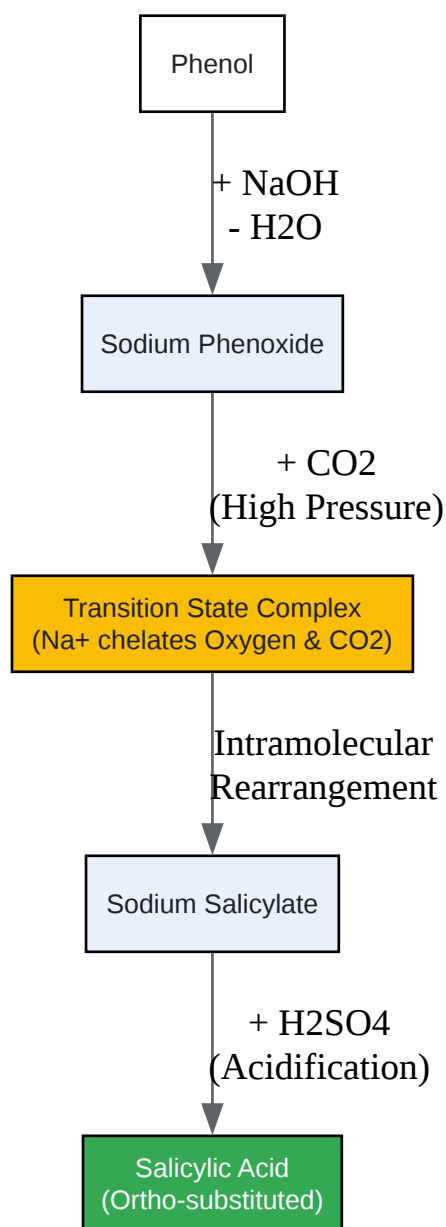 Phenol
+ NaOH
- H2O
Sodium Phenoxide
+ CO2
(High Pressure)
Transition State Complex
(Na+ chelates Oxygen & CO2)
Intramolecular
Rearrangement
Sodium Salicylate
+ H2SO4
(Acidification)
Salicylic Acid
(Ortho-substituted)